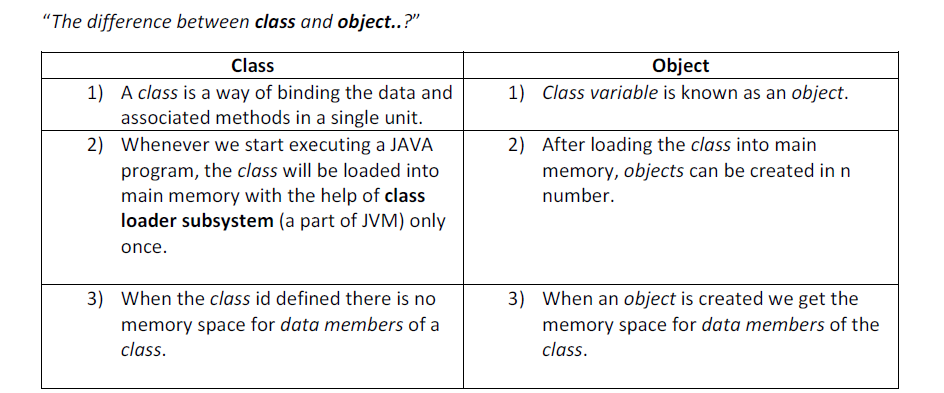 “The difference between class and object..?”
Class
Object
1) A class is a way of binding the data and
associated methods in a single unit.
1) Class variable is known as an object.
2) Whenever we start executing a JAVA
program, the class will be loaded into
main memory with the help of class
loader subsystem (a part of JVM) only
once.
2) After loading the class into main
memory, objects can be created in n
number.
3) When the class id defined there is no
memory space for data members of a
class.
3) When an object is created we get the
memory space for data members of the
class.